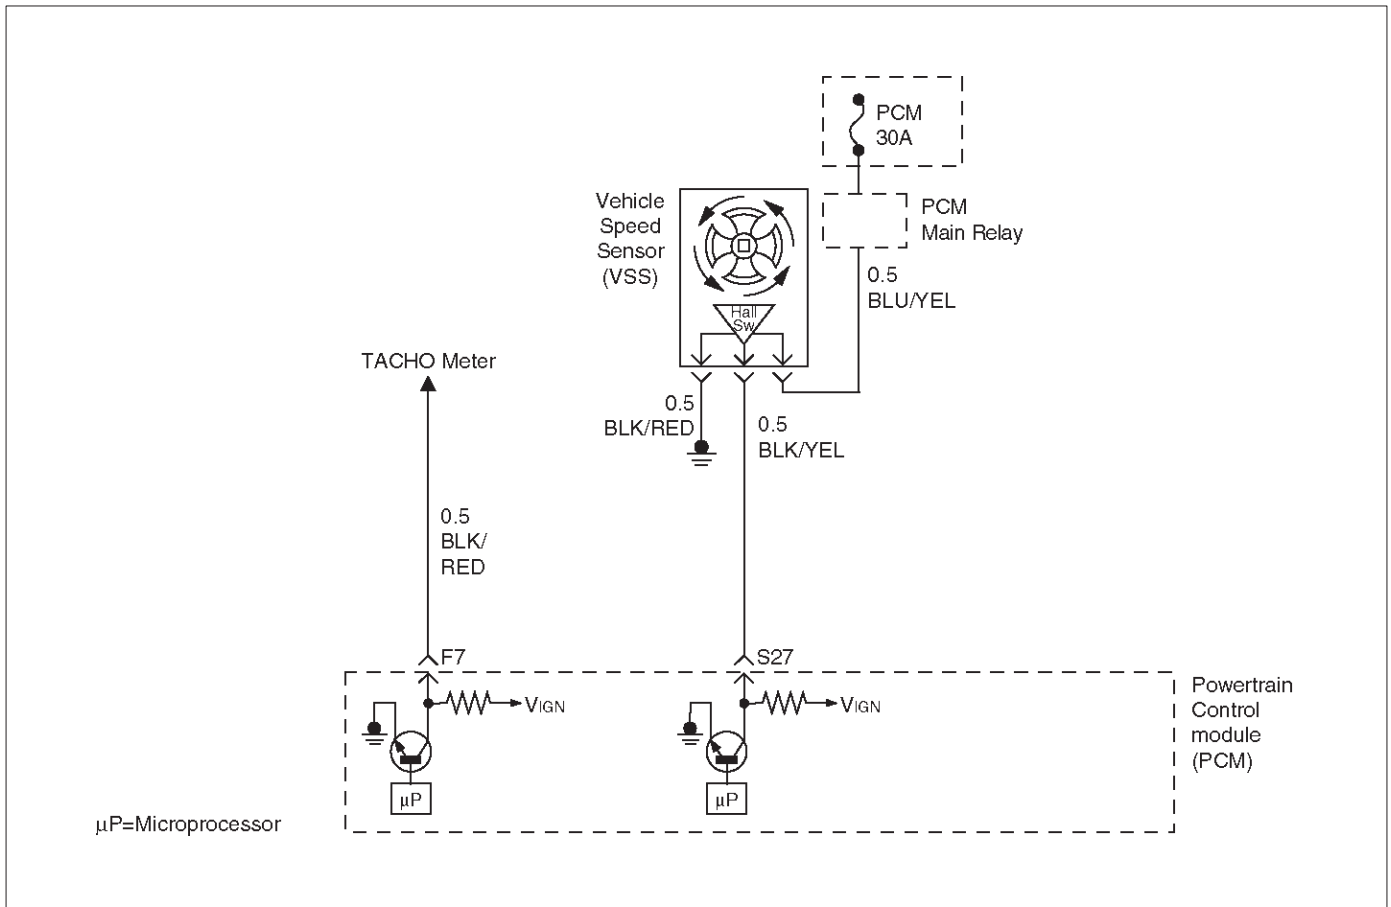 PCM
30A
Vehicle
Speed
Sensor
(VSS)
PCM
Main Relay
0.5
BLU/YEL
Hall
Sw
TACHO Meter
0.5
BLK/RED
0.5
BLK/YEL
0.5
BLK/
RED
F7
S27
VIGN
VIGN
Powertrain
Control
module
(PCM)
μP
μP
μP=Microprocessor